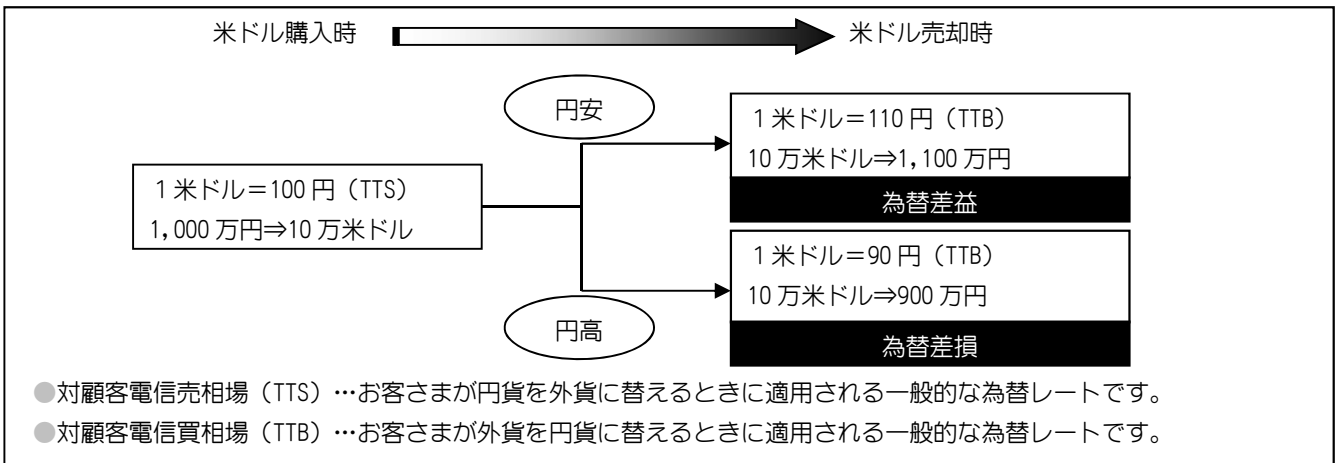 米ドル購入時
米ドル売却時
円安
1米ドル=110円(TTB)
10万米ドル⇒1,100万円
為替差益
1米ドル=100円(TTS)
1,000万円⇒10万米ドル
1米ドル=90円(TTB)
10万米ドル⇒900万円
為替差損
円高
●対顧客電信売相場(TTS)…お客さまが円貨を外貨に替えるときに適用される一般的な為替レートです。
●対顧客電信買相場(TTB)…お客さまが外貨を円貨に替えるときに適用される一般的な為替レートです。